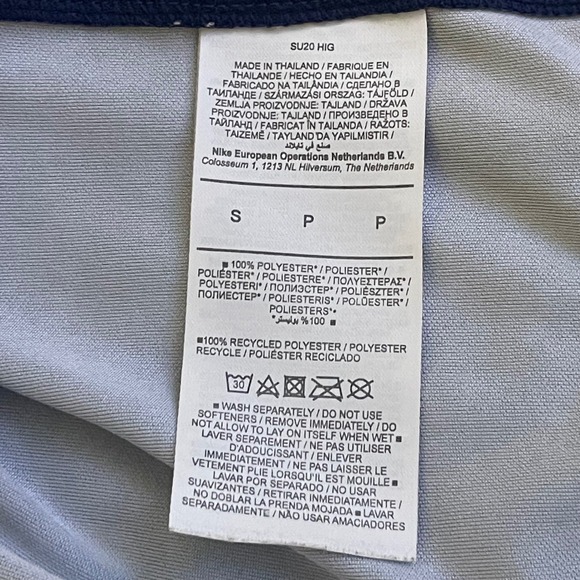 SU20 HIG
MADE IN THAILAND / FABRIQUE EN
THAILANDE / HECHO EN TAILANDIA /
FABRICADO NA TAILÂNDIA / СДЕЛАНО В
ТАИЛАНДЕ / SZÁRMAZÁSI ORSZAG: TÁJFÖLD /
ZEMLJA PROIZVODNJE: TAJLAND / DRŽAVA
PROIZVODNJE: TAJLAND / ПРОИЗВЕДЕНО В
ТАЙЛАНД / FABRICAT ÎN TAILANDA / RAŽOTS:
TAIZEMĒ / TAYLAND'DA YAPILMISTIR /
صنع في تايلاند
Nike European Operations Netherlands B.V.
Colosseum 1, 1213 NL Hilversum, The Netherlands
S P P
■ 100% POLYESTER* / POLIESTER* /
POLIÉSTER* / POLIESTERE* / ΠΟΛΥΕΣΤΕΡΑΣ* /
POLYESTERI* / ПОЛИЭСТЕР* / POLIÉSZTER* /
ПОЛИЕСТЕР* / POLIESTERIS* / POLÜESTER* /
POLIESTERS*▪
■ 100% بوليستر*
■100% RECYCLED POLYESTER / POLYESTER
RECYCLE / POLIÉSTER RECICLADO
30
■ WASH SEPARATELY / DO NOT USE
SOFTENERS / REMOVE IMMEDIATELY / DO
NOT ALLOW TO LAY ON ITSELF WHEN WET ■
LAVER SEPAREMENT / NE PAS UTILISER
D'ADOUCISSANT / ENLEVER
IMMEDIATEMENT / NE PAS LAISSER LE
VETEMENT PLIE LORSQU'IL EST MOUILLE ■
LAVAR POR SEPARADO / NO USAR
SUAVIZANTES / RETIRAR INMEDIATAMENTE /
NO DOBLAR LA PRENDA MOJADA ■ LAVAR
SEPARADAMENTE / NÃO USAR AMACIADORES